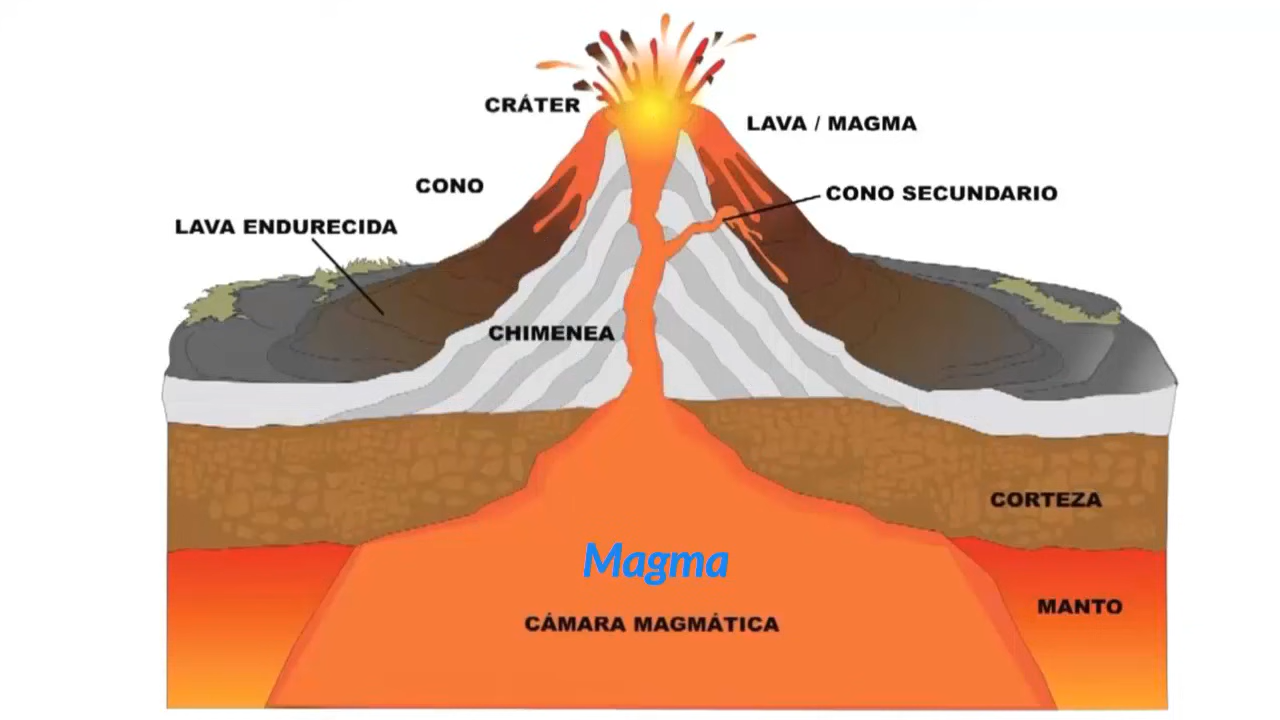 CRÁTER
LAVA / MAGMA
CONO
CONO SECUNDARIO
LAVA ENDURECIDA
CHIMENEA
CORTEZA
Magma
MANTO
CÁMARA MAGMÁTICA